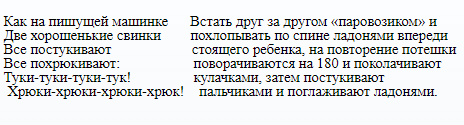 Как на пишущей машинке Встать друг за другом «паровозиком» и
Две хорошенькие свинки похлопывать по спине ладонями впереди
Все постукивают стоящего ребенка, на повторение потешки
Все похрюкивают: поворачиваются на 180 и поколачивают
Туки-туки-туки-тук! кулачками, затем постукивают
Хрюки-хрюки-хрюки-хрюк! пальчиками и поглаживают ладонями.